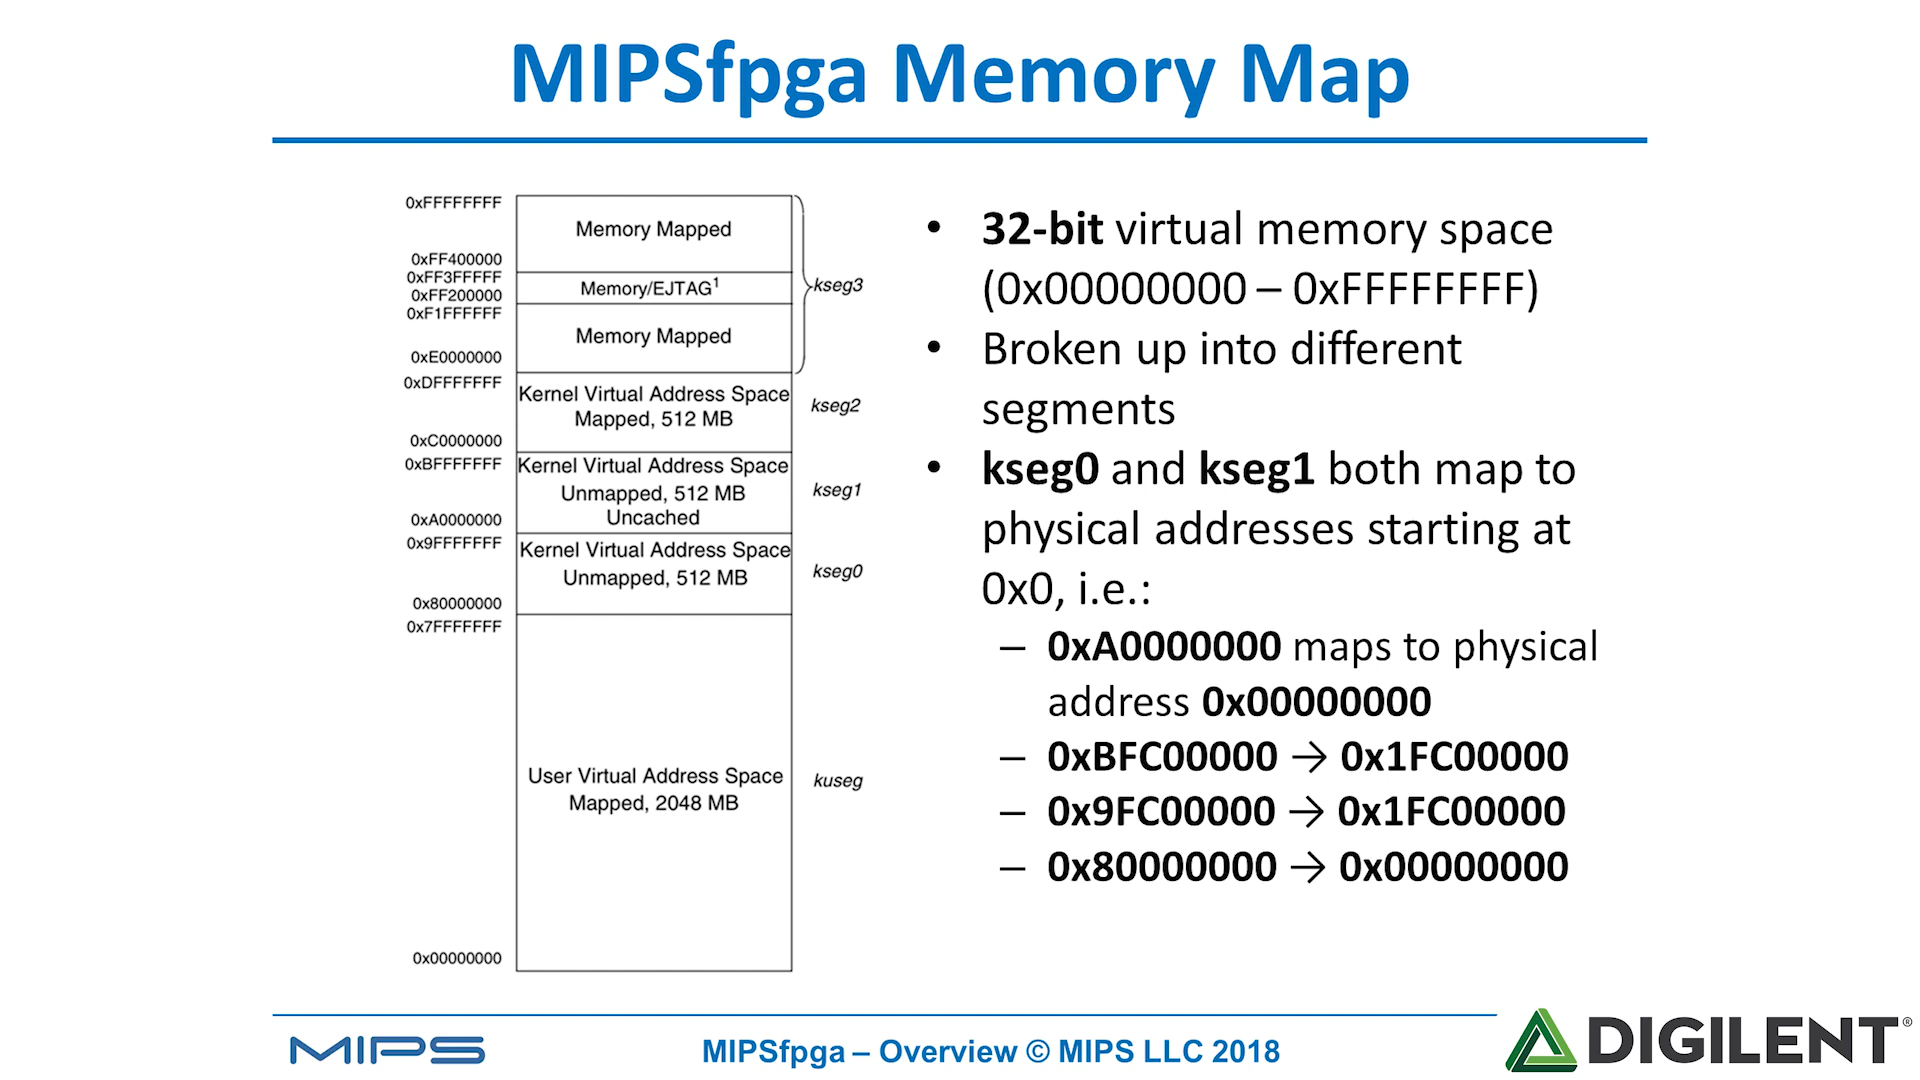 MIPSfpga Memory Map
0xFFFFFFFF
Memory Mapped
0xFF400000
0xFF3FFFFF
Memory/EJTAG1
0xFF200000
0xF1FFFFFF
Memory Mapped
0xE0000000
kseg3
0xDFFFFFFF
Kernel Virtual Address Space
Mapped, 512 MB
kseg2
0xC0000000
0xBFFFFFFF
Kernel Virtual Address Space
Unmapped, 512 MB
Uncached
kseg1
0xA0000000
0x9FFFFFFF
Kernel Virtual Address Space
Unmapped, 512 MB
kseg0
0x80000000
0x7FFFFFFF
User Virtual Address Space
Mapped, 2048 MB
kuseg
0x00000000
• 32-bit virtual memory space
(0x00000000 – 0xFFFFFFFF)
• Broken up into different
segments
• kseg0 and kseg1 both map to
physical addresses starting at
0x0, i.e.:
– 0xA0000000 maps to physical
address 0x00000000
– 0xBFC00000 → 0x1FC00000
– 0x9FC00000 → 0x1FC00000
– 0x80000000 → 0x00000000
MIPS
MIPSfpga – Overview © MIPS LLC 2018
DIGILENT®